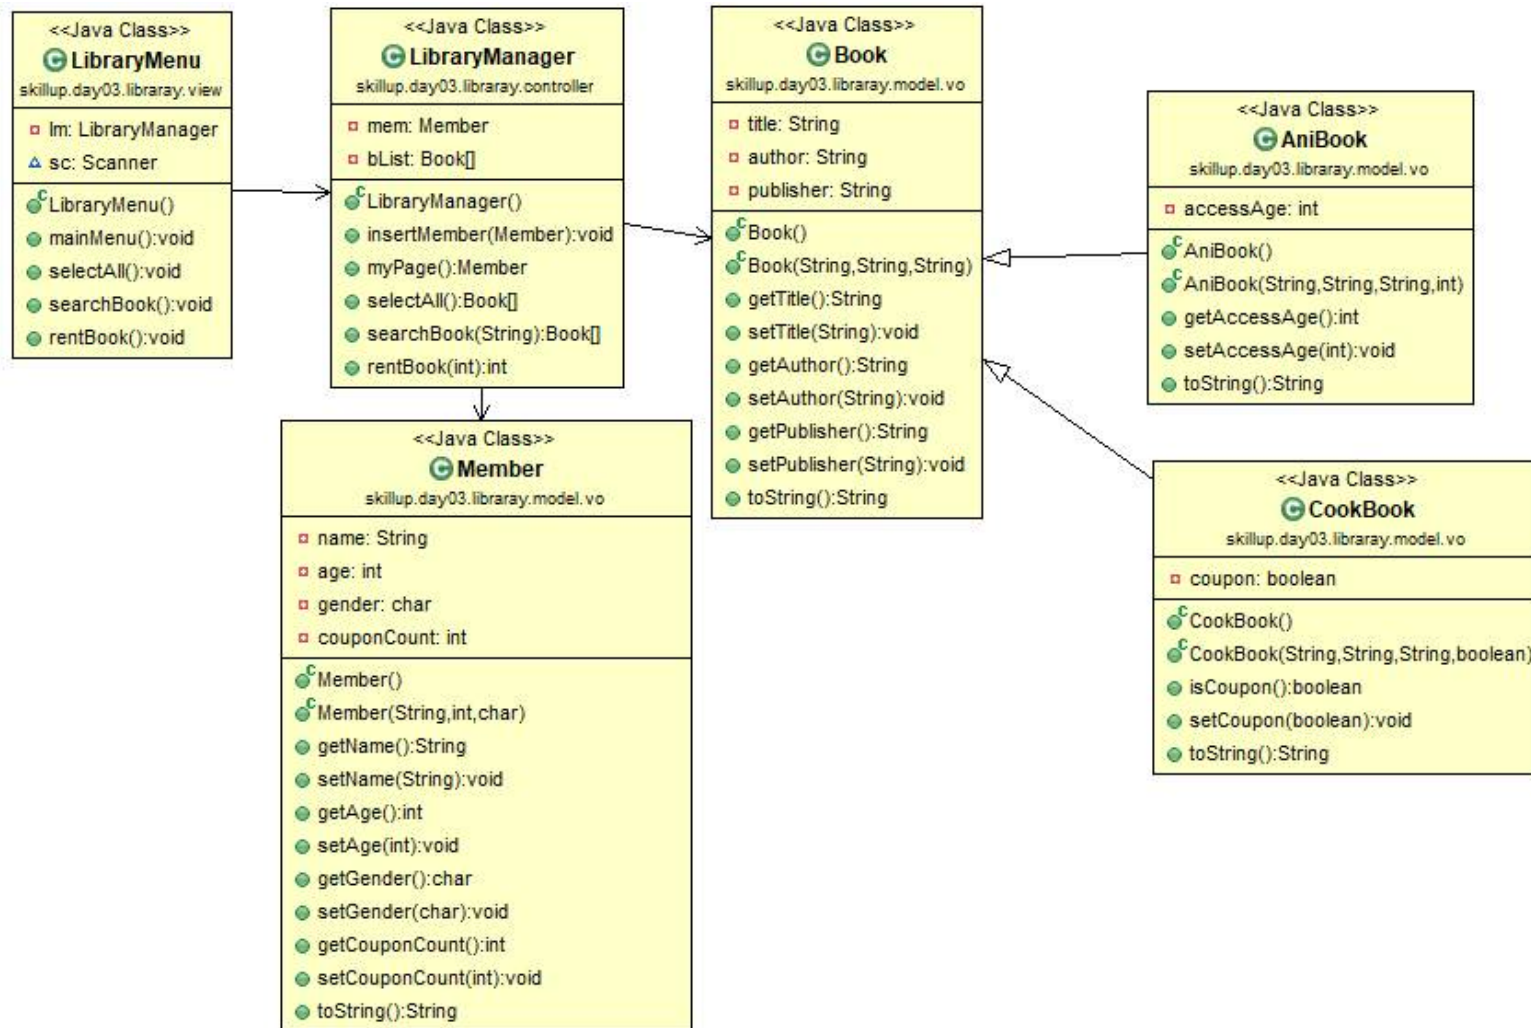 <<Java Class>>
LibraryMenu
skillup.day03.libraray.view
lm: LibraryManager
sc: Scanner
LibraryMenu()
mainMenu():void
selectAll():void
searchBook():void
rentBook():void
<<Java Class>>
LibraryManager
skillup.day03.libraray.controller
mem: Member
bList: Book[]
LibraryManager()
insertMember(Member):void
myPage():Member
selectAll():Book[]
searchBook(String):Book[]
rentBook(int):int
<<Java Class>>
Book
skillup.day03.libraray.model.vo
title: String
author: String
publisher: String
Book()
Book(String,String,String)
getTitle():String
setTitle(String):void
getAuthor():String
setAuthor(String):void
getPublisher():String
setPublisher(String):void
toString():String
<<Java Class>>
AniBook
skillup.day03.libraray.model.vo
accessAge: int
AniBook()
AniBook(String,String,String,int)
getAccessAge():int
setAccessAge(int):void
toString():String
<<Java Class>>
Member
skillup.day03.libraray.model.vo
name: String
age: int
gender: char
couponCount: int
Member()
Member(String,int,char)
getName():String
setName(String):void
getAge():int
setAge(int):void
getGender():char
setGender(char):void
getCouponCount():int
setCouponCount(int):void
toString():String
<<Java Class>>
CookBook
skillup.day03.libraray.model.vo
coupon: boolean
CookBook()
CookBook(String,String,String,boolean)
isCoupon():boolean
setCoupon(boolean):void
toString():String